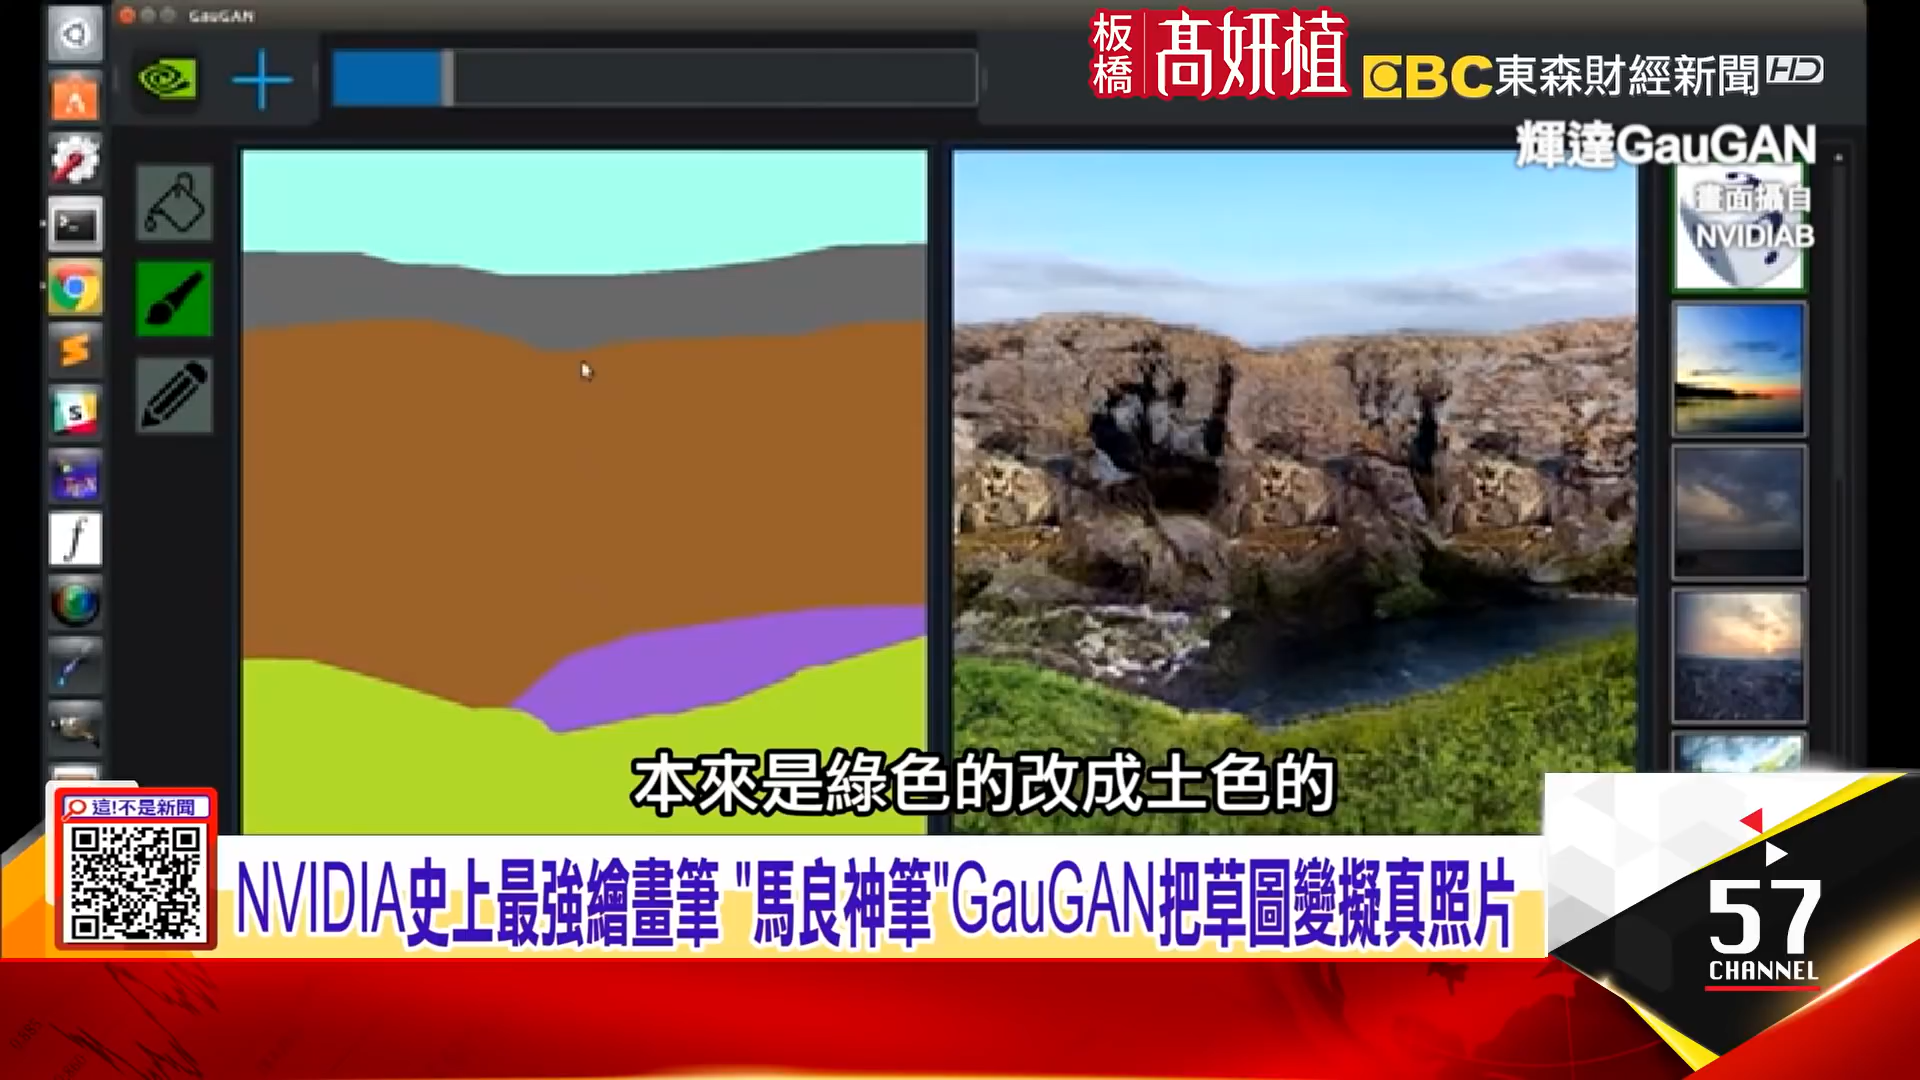 GauGAN
板橋
高妍植
EBC東森財經新聞HD
輝達GauGAN
畫面攝自
NVIDIAB
本來是綠色的改成土色的
這!不是新聞
NVIDIA史上最強繪畫筆 "馬良神筆"GauGAN把草圖變擬真照片
57
CHANNEL